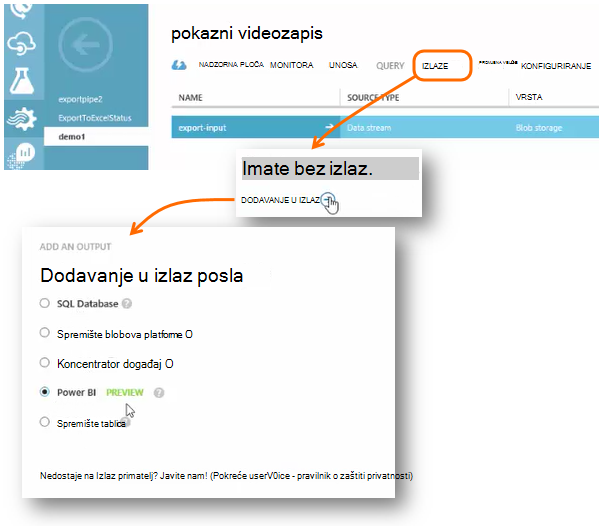 pokazni videozapis
NADZORNA PLOČA MONITORA UNOSA QUERY IZLAZE PROMJENA VELIČE KONFIGURIRANJE
exportpipe2
ExportToExcelStatus
demo1
NAME SOURCE TYPE VRSTA
export-input Data stream Blob storage
Imate bez izlaz.
DODAVANJE U IZLAZ
ADD AN OUTPUT
Dodavanje u izlaz posla
SQL Database
Spremište blobova platfome O
Koncentrator događaj O
Power BI PREVIEW
Spremište tablica
Nedostaje na Izlaz primatelj? Javite nam! (Pokreće userV0ice - pravilnik o zaštiti privatnosti)